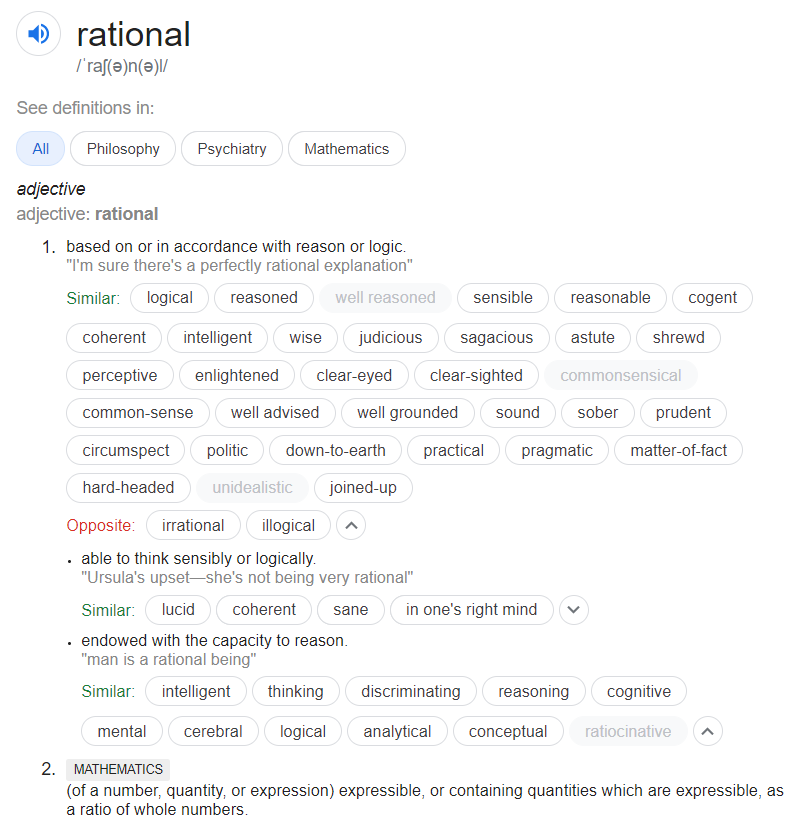 rational
/ˈraʃ(ə)n(ə)l/
See definitions in:
All Philosophy Psychiatry Mathematics
adjective
adjective: rational
1. based on or in accordance with reason or logic.
"I'm sure there's a perfectly rational explanation"
Similar: logical reasoned well reasoned sensible reasonable cogent
coherent intelligent wise judicious sagacious astute shrewd
perceptive enlightened clear-eyed clear-sighted commonsensical
common-sense well advised well grounded sound sober prudent
circumspect politic down-to-earth practical pragmatic matter-of-fact
hard-headed unidealistic joined-up
Opposite: irrational illogical
• able to think sensibly or logically.
"Ursula's upset—she's not being very rational"
Similar: lucid coherent sane in one's right mind
• endowed with the capacity to reason.
"man is a rational being"
Similar: intelligent thinking discriminating reasoning cognitive
mental cerebral logical analytical conceptual ratiocinative
2. MATHEMATICS
(of a number, quantity, or expression) expressible, or containing quantities which are expressible, as
a ratio of whole numbers.